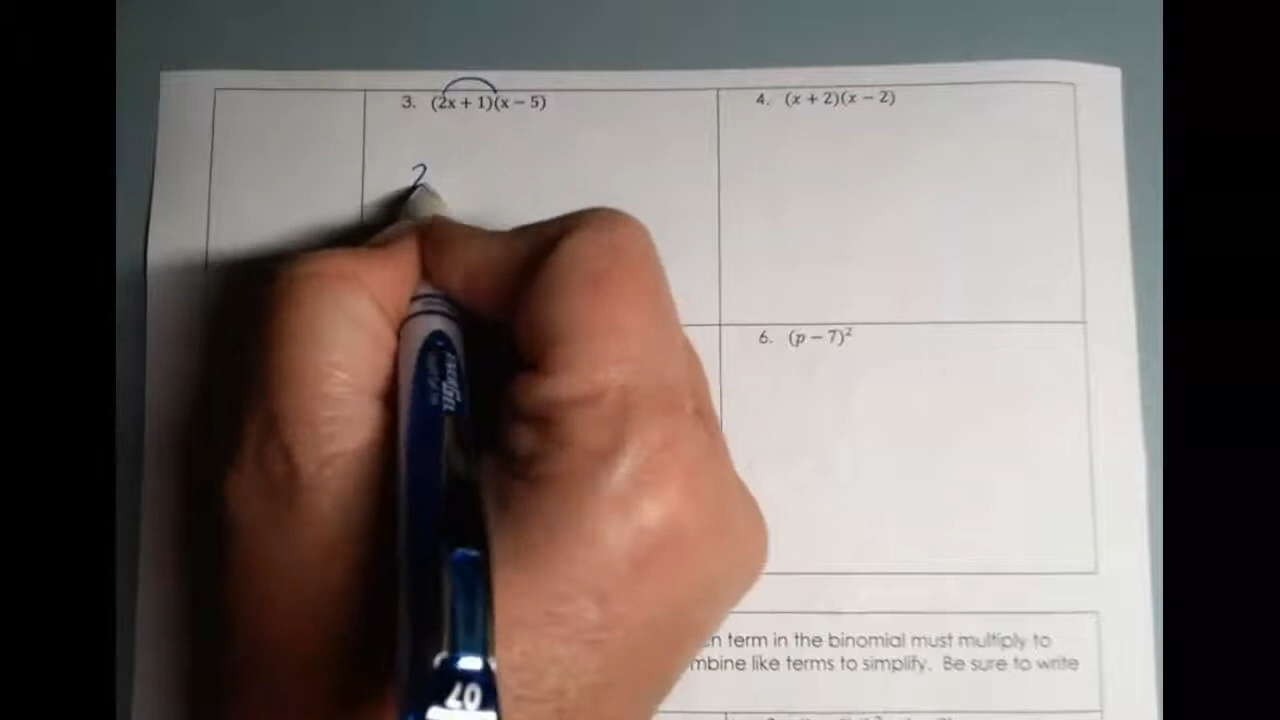 3. (2x + 1)(x – 5)
4. (x + 2)(x – 2)
2
6. (p – 7)²
term in the binomial must multiply to
like terms to simplify. Be sure to write
07